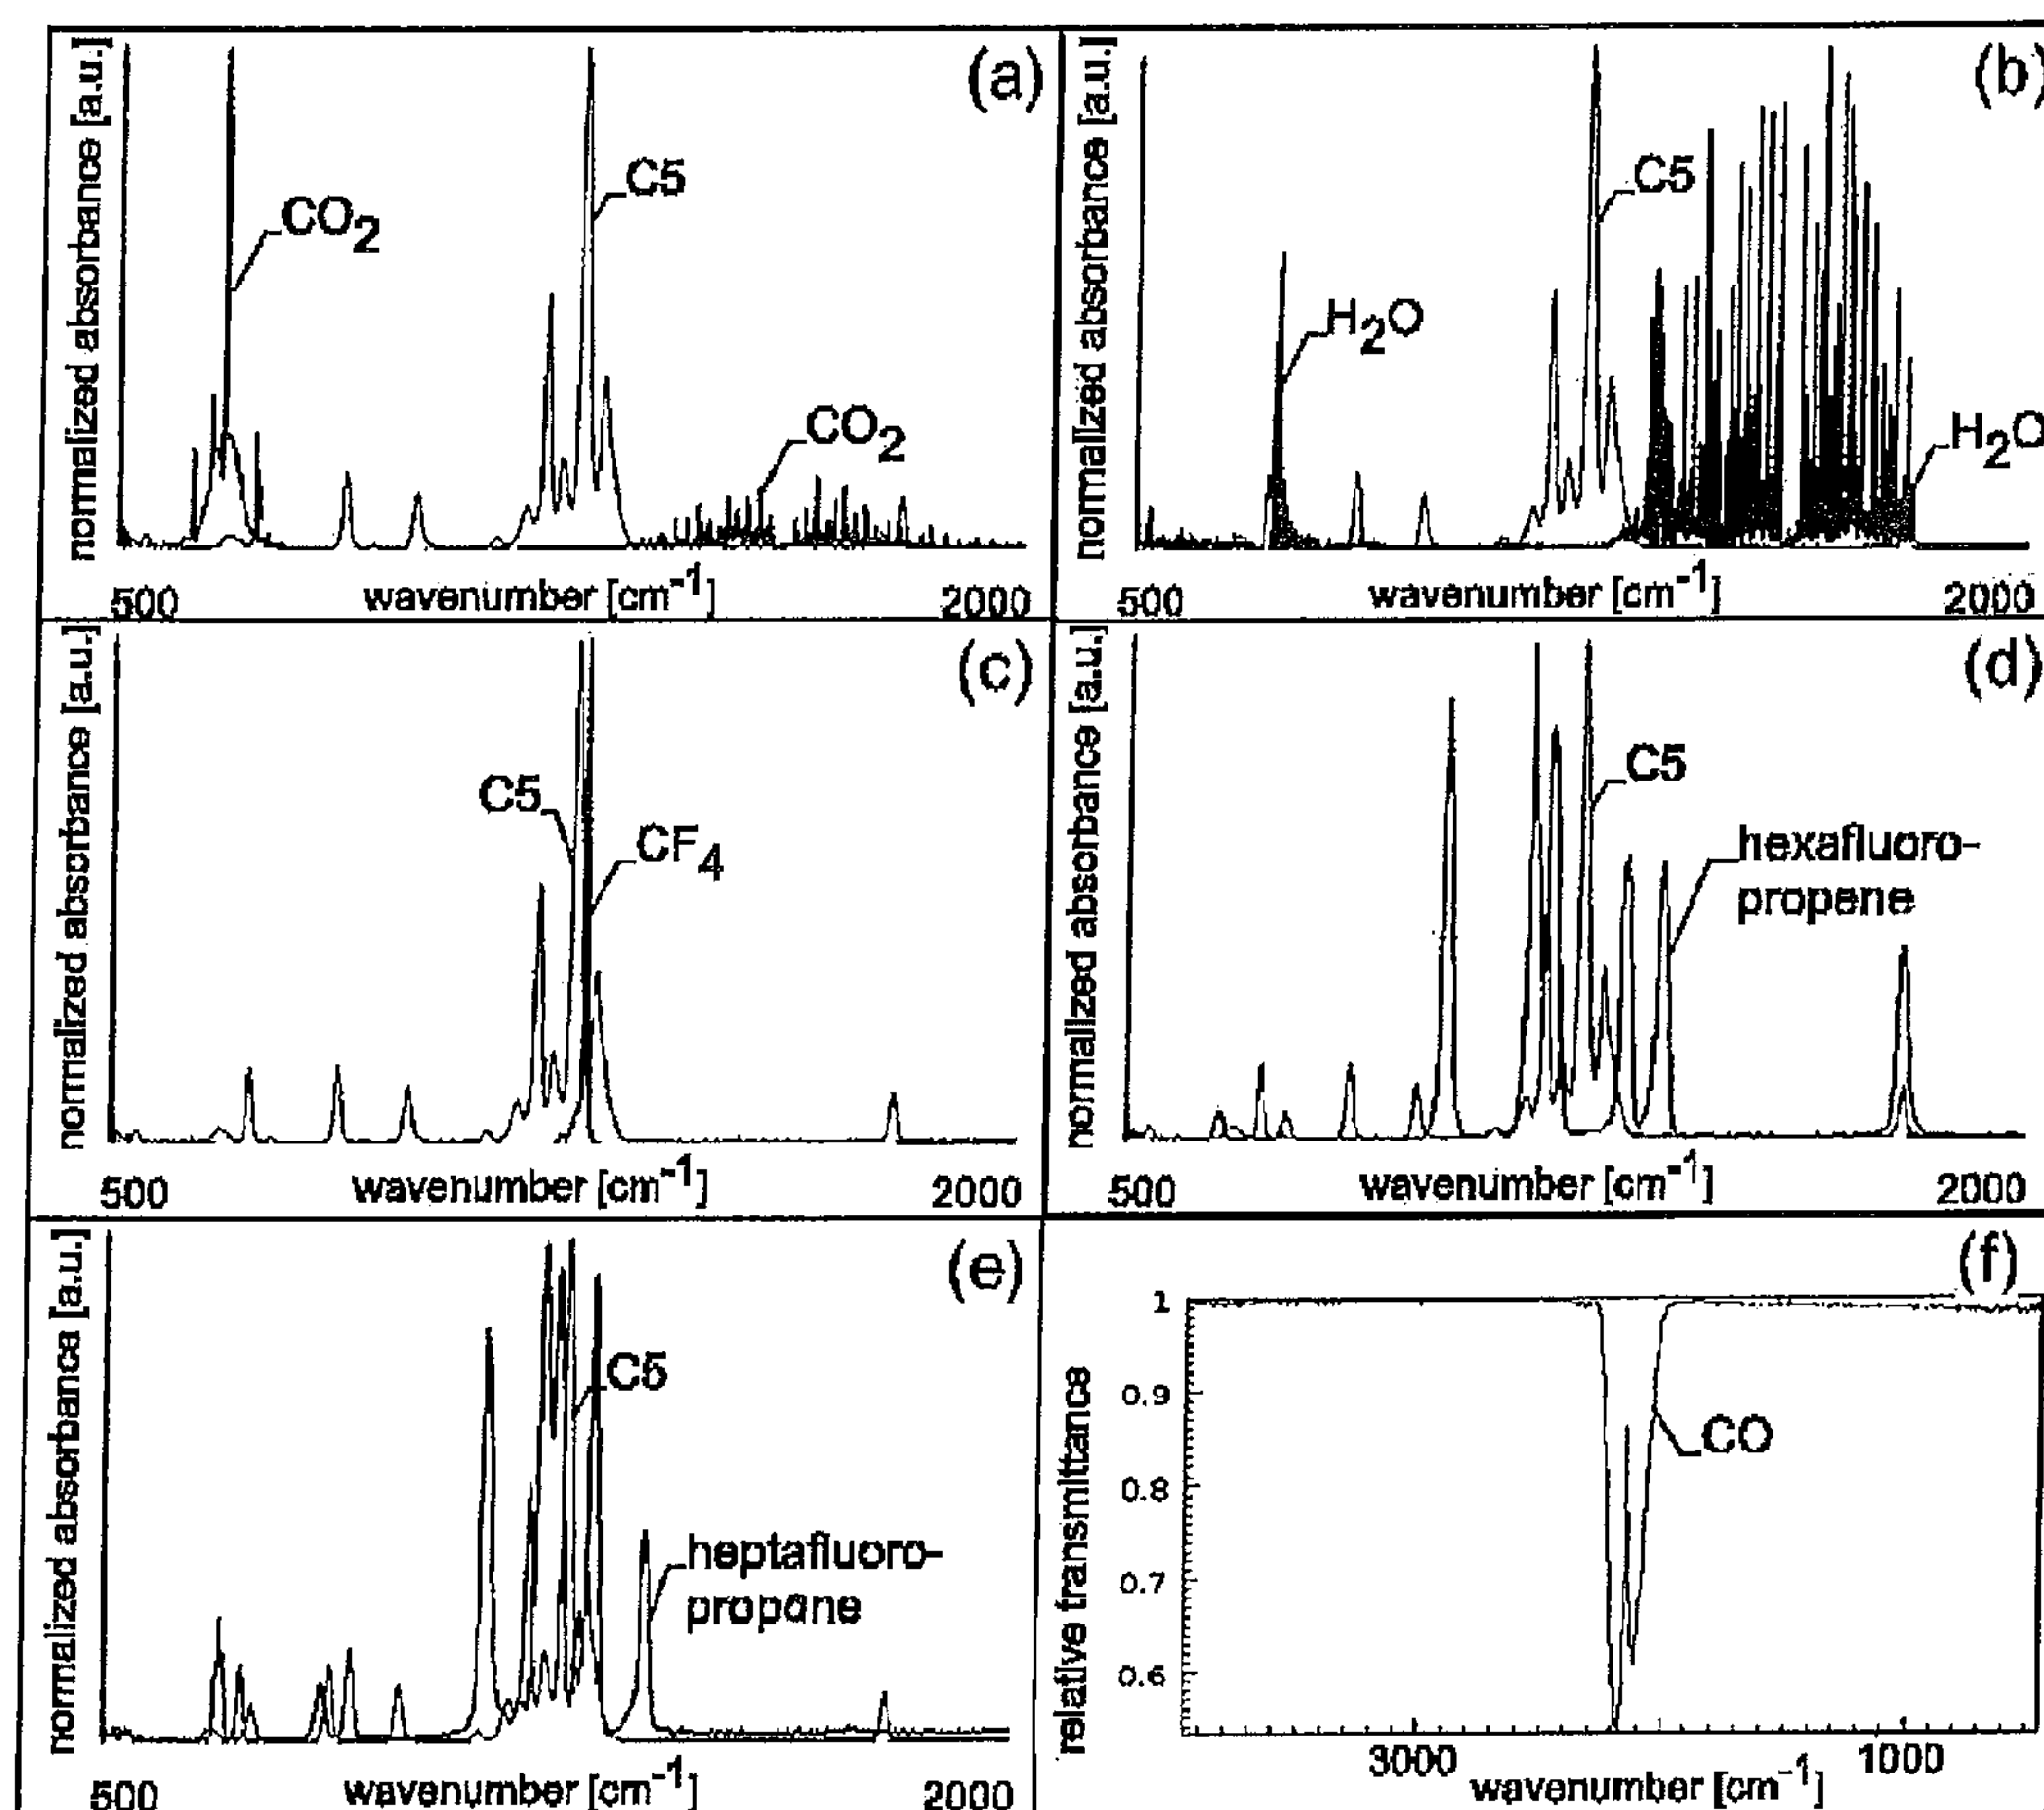 (a)
normalized absorbance [a.u.]
CO2
C5
CO2
500
wavenumber [cm-1]
2000
(b)
normalized absorbance [a.u.]
H2O
C5
H2O
500
wavenumber [cm-1]
2000
(c)
normalized absorbance [a.u.]
C5
CF4
500
wavenumber [cm-1]
2000
(d)
normalized absorbance [a.u.]
C5
hexafluoro-
propene
500
wavenumber [cm-1]
2000
(e)
normalized absorbance [a.u.]
C5
heptafluoro-
propane
500
wavenumber [cm-1]
2000
(f)
relative transmittance
1
0.9
0.8
0.7
0.6
CO
3000
wavenumber [cm-1]
1000